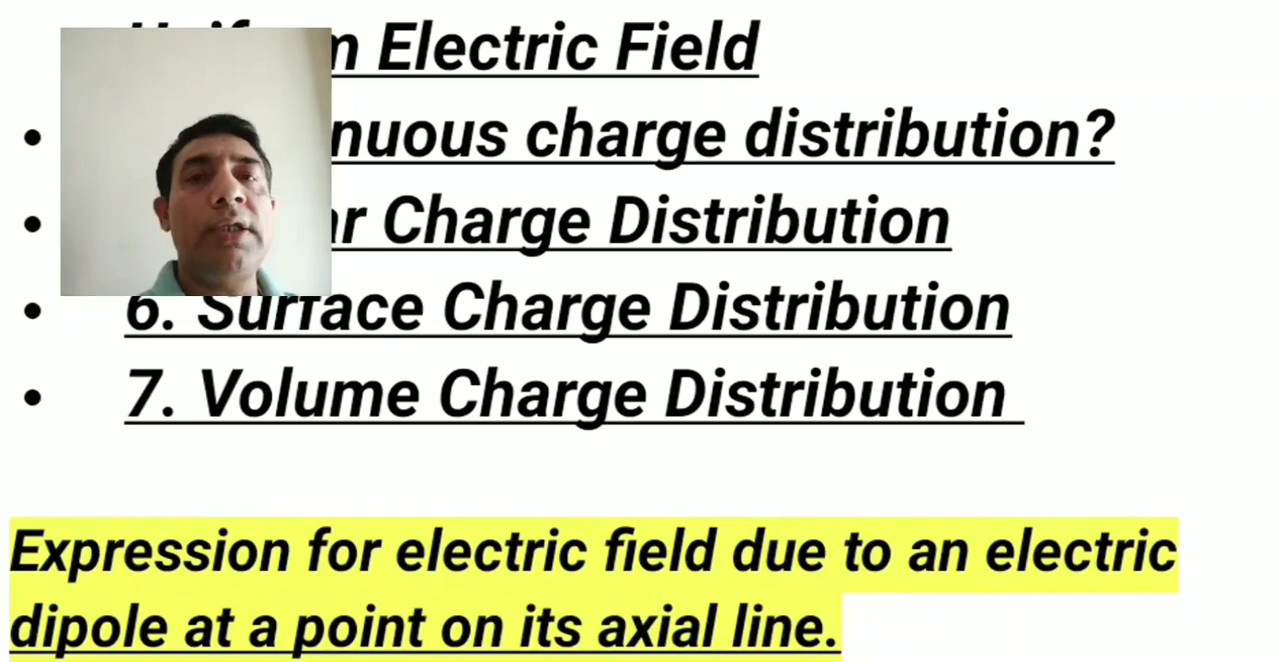 Electric Field
charge distribution?
Charge Distribution
6. Surface Charge Distribution
7. Volume Charge Distribution
Expression for electric field due to an electric
dipole at a point on its axial line.